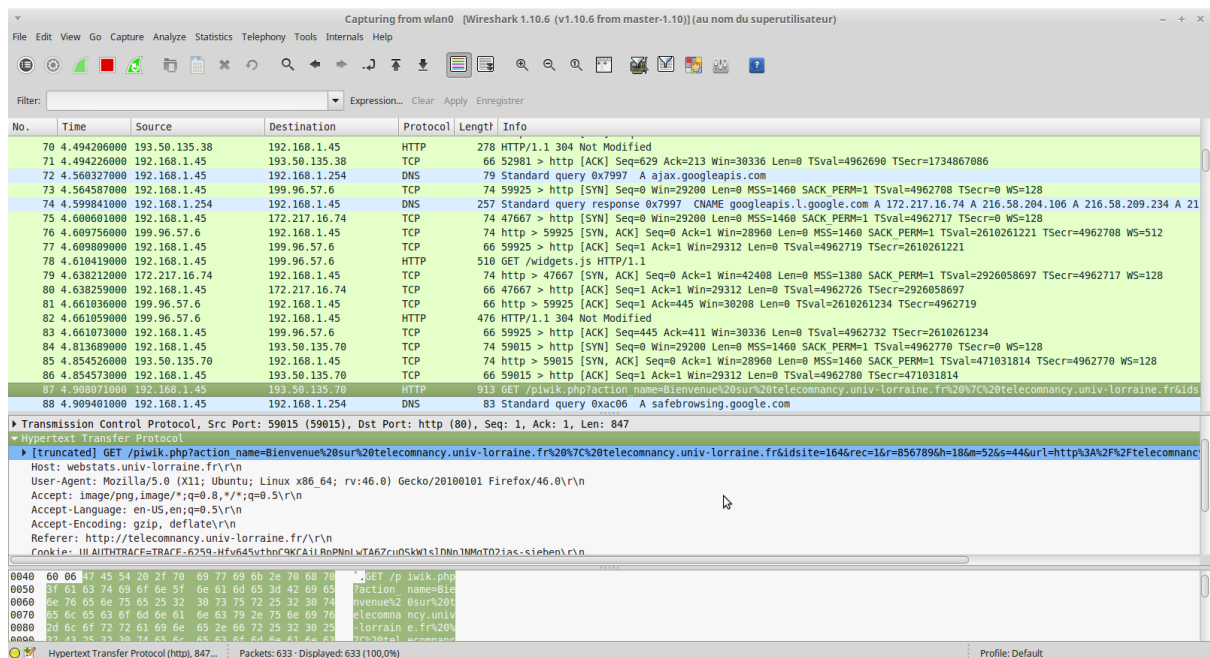 Capturing from wlan0 [Wireshark 1.10.6 (v1.10.6 from master-1.10)] (au nom du superutilisateur)
File Edit View Go Capture Analyze Statistics Telephony Tools Internals Help
Filter: Expression... Clear Apply Enregistrer
No. Time Source Destination Protocol Length Info
70 4.494206000 193.50.135.38 192.168.1.45 HTTP 278 HTTP/1.1 304 Not Modified
71 4.494226000 192.168.1.45 193.50.135.38 TCP 66 52981 > http [ACK] Seq=629 Ack=213 Win=30336 Len=0 TSval=4962690 TSecr=1734867086
72 4.560327000 192.168.1.45 192.168.1.254 DNS 79 Standard query 0x7997 A ajax.googleapis.com
73 4.564587000 192.168.1.45 199.96.57.6 TCP 74 59925 > http [SYN] Seq=0 Win=29200 Len=0 MSS=1460 SACK_PERM=1 TSval=4962708 TSecr=0 WS=128
74 4.599841000 192.168.1.254 192.168.1.45 DNS 257 Standard query response 0x7997 CNAME googleapis.l.google.com A 172.217.16.74 A 216.58.204.106 A 216.58.209.234 A 21
75 4.600601000 192.168.1.45 172.217.16.74 TCP 74 47667 > http [SYN] Seq=0 Win=29200 Len=0 MSS=1460 SACK_PERM=1 TSval=4962717 TSecr=0 WS=128
76 4.609756000 199.96.57.6 192.168.1.45 TCP 74 http > 59925 [SYN, ACK] Seq=0 Ack=1 Win=28960 Len=0 MSS=1460 SACK_PERM=1 TSval=2610261221 TSecr=4962708 WS=512
77 4.609809000 192.168.1.45 199.96.57.6 TCP 66 59925 > http [ACK] Seq=1 Ack=1 Win=29312 Len=0 TSval=4962719 TSecr=2610261221
78 4.610419000 192.168.1.45 199.96.57.6 HTTP 510 GET /widgets.js HTTP/1.1
79 4.638212000 172.217.16.74 192.168.1.45 TCP 74 http > 47667 [SYN, ACK] Seq=0 Ack=1 Win=42408 Len=0 MSS=1380 SACK_PERM=1 TSval=2926058697 TSecr=4962717 WS=128
80 4.638259000 192.168.1.45 172.217.16.74 TCP 66 47667 > http [ACK] Seq=1 Ack=1 Win=29312 Len=0 TSval=4962726 TSecr=2926058697
81 4.661036000 199.96.57.6 192.168.1.45 TCP 66 http > 59925 [ACK] Seq=1 Ack=445 Win=30208 Len=0 TSval=2610261234 TSecr=4962719
82 4.661059000 199.96.57.6 192.168.1.45 HTTP 476 HTTP/1.1 304 Not Modified
83 4.661073000 192.168.1.45 199.96.57.6 TCP 66 59925 > http [ACK] Seq=445 Ack=411 Win=30336 Len=0 TSval=4962732 TSecr=2610261234
84 4.813689000 192.168.1.45 193.50.135.70 TCP 74 59015 > http [SYN] Seq=0 Win=29200 Len=0 MSS=1460 SACK_PERM=1 TSval=4962770 TSecr=0 WS=128
85 4.854526000 193.50.135.70 192.168.1.45 TCP 74 http > 59015 [SYN, ACK] Seq=0 Ack=1 Win=28960 Len=0 MSS=1460 SACK_PERM=1 TSval=471031814 TSecr=4962770 WS=128
86 4.854573000 192.168.1.45 193.50.135.70 TCP 66 59015 > http [ACK] Seq=1 Ack=1 Win=29312 Len=0 TSval=4962780 TSecr=471031814
87 4.908071000 192.168.1.45 193.50.135.70 HTTP 913 GET /piwik.php?action_name=Bienvenue%20sur%20telecomnancy.univ-lorraine.fr%20%7C%20telecomnancy.univ-lorraine.fr&ids
88 4.909401000 192.168.1.45 192.168.1.254 DNS 83 Standard query 0xac06 A safebrowsing.google.com
Transmission Control Protocol, Src Port: 59015 (59015), Dst Port: http (80), Seq: 1, Ack: 1, Len: 847
Hypertext Transfer Protocol
[truncated] GET /piwik.php?action_name=Bienvenue%20sur%20telecomnancy.univ-lorraine.fr%20%7C%20telecomnancy.univ-lorraine.fr&idsite=164&rec=1&r=856789&h=18&m=52&s=44&url=http%3A%2F%2Ftelecomnancy
Host: webstats.univ-lorraine.fr\r\n
User-Agent: Mozilla/5.0 (X11; Ubuntu; Linux x86_64; rv:46.0) Gecko/20100101 Firefox/46.0\r\n
Accept: image/png,image/*;q=0.8,*/*;q=0.5\r\n
Accept-Language: en-US,en;q=0.5\r\n
Accept-Encoding: gzip, deflate\r\n
Referer: http://telecomnancy.univ-lorraine.fr/\r\n
0040 60 06 47 45 54 20 2f 70 69 77 69 6b 2e 70 68 70 `.GET /p iwik.php
0050 3f 61 63 74 69 6f 6e 5f 6e 61 6d 65 3d 42 69 65 ?action_ name=Bie
0060 6e 76 65 6e 75 65 25 32 30 73 75 72 25 32 30 74 nvenue%2 0sur%20t
0070 65 6c 65 63 6f 6d 6e 61 6e 63 79 2e 75 6e 69 76 elecomna ncy.univ
0080 2d 6c 6f 72 72 61 69 6e 65 2e 66 72 25 32 30 25 -lorrain e.fr%20%
0090 37 43 25 32 30 74 65 6c 65 63 6f 6d 6e 61 6e 63 7C%20tel ecomnanc
Hypertext Transfer Protocol (http), 847... Packets: 633 · Displayed: 633 (100,0%) Profile: Default